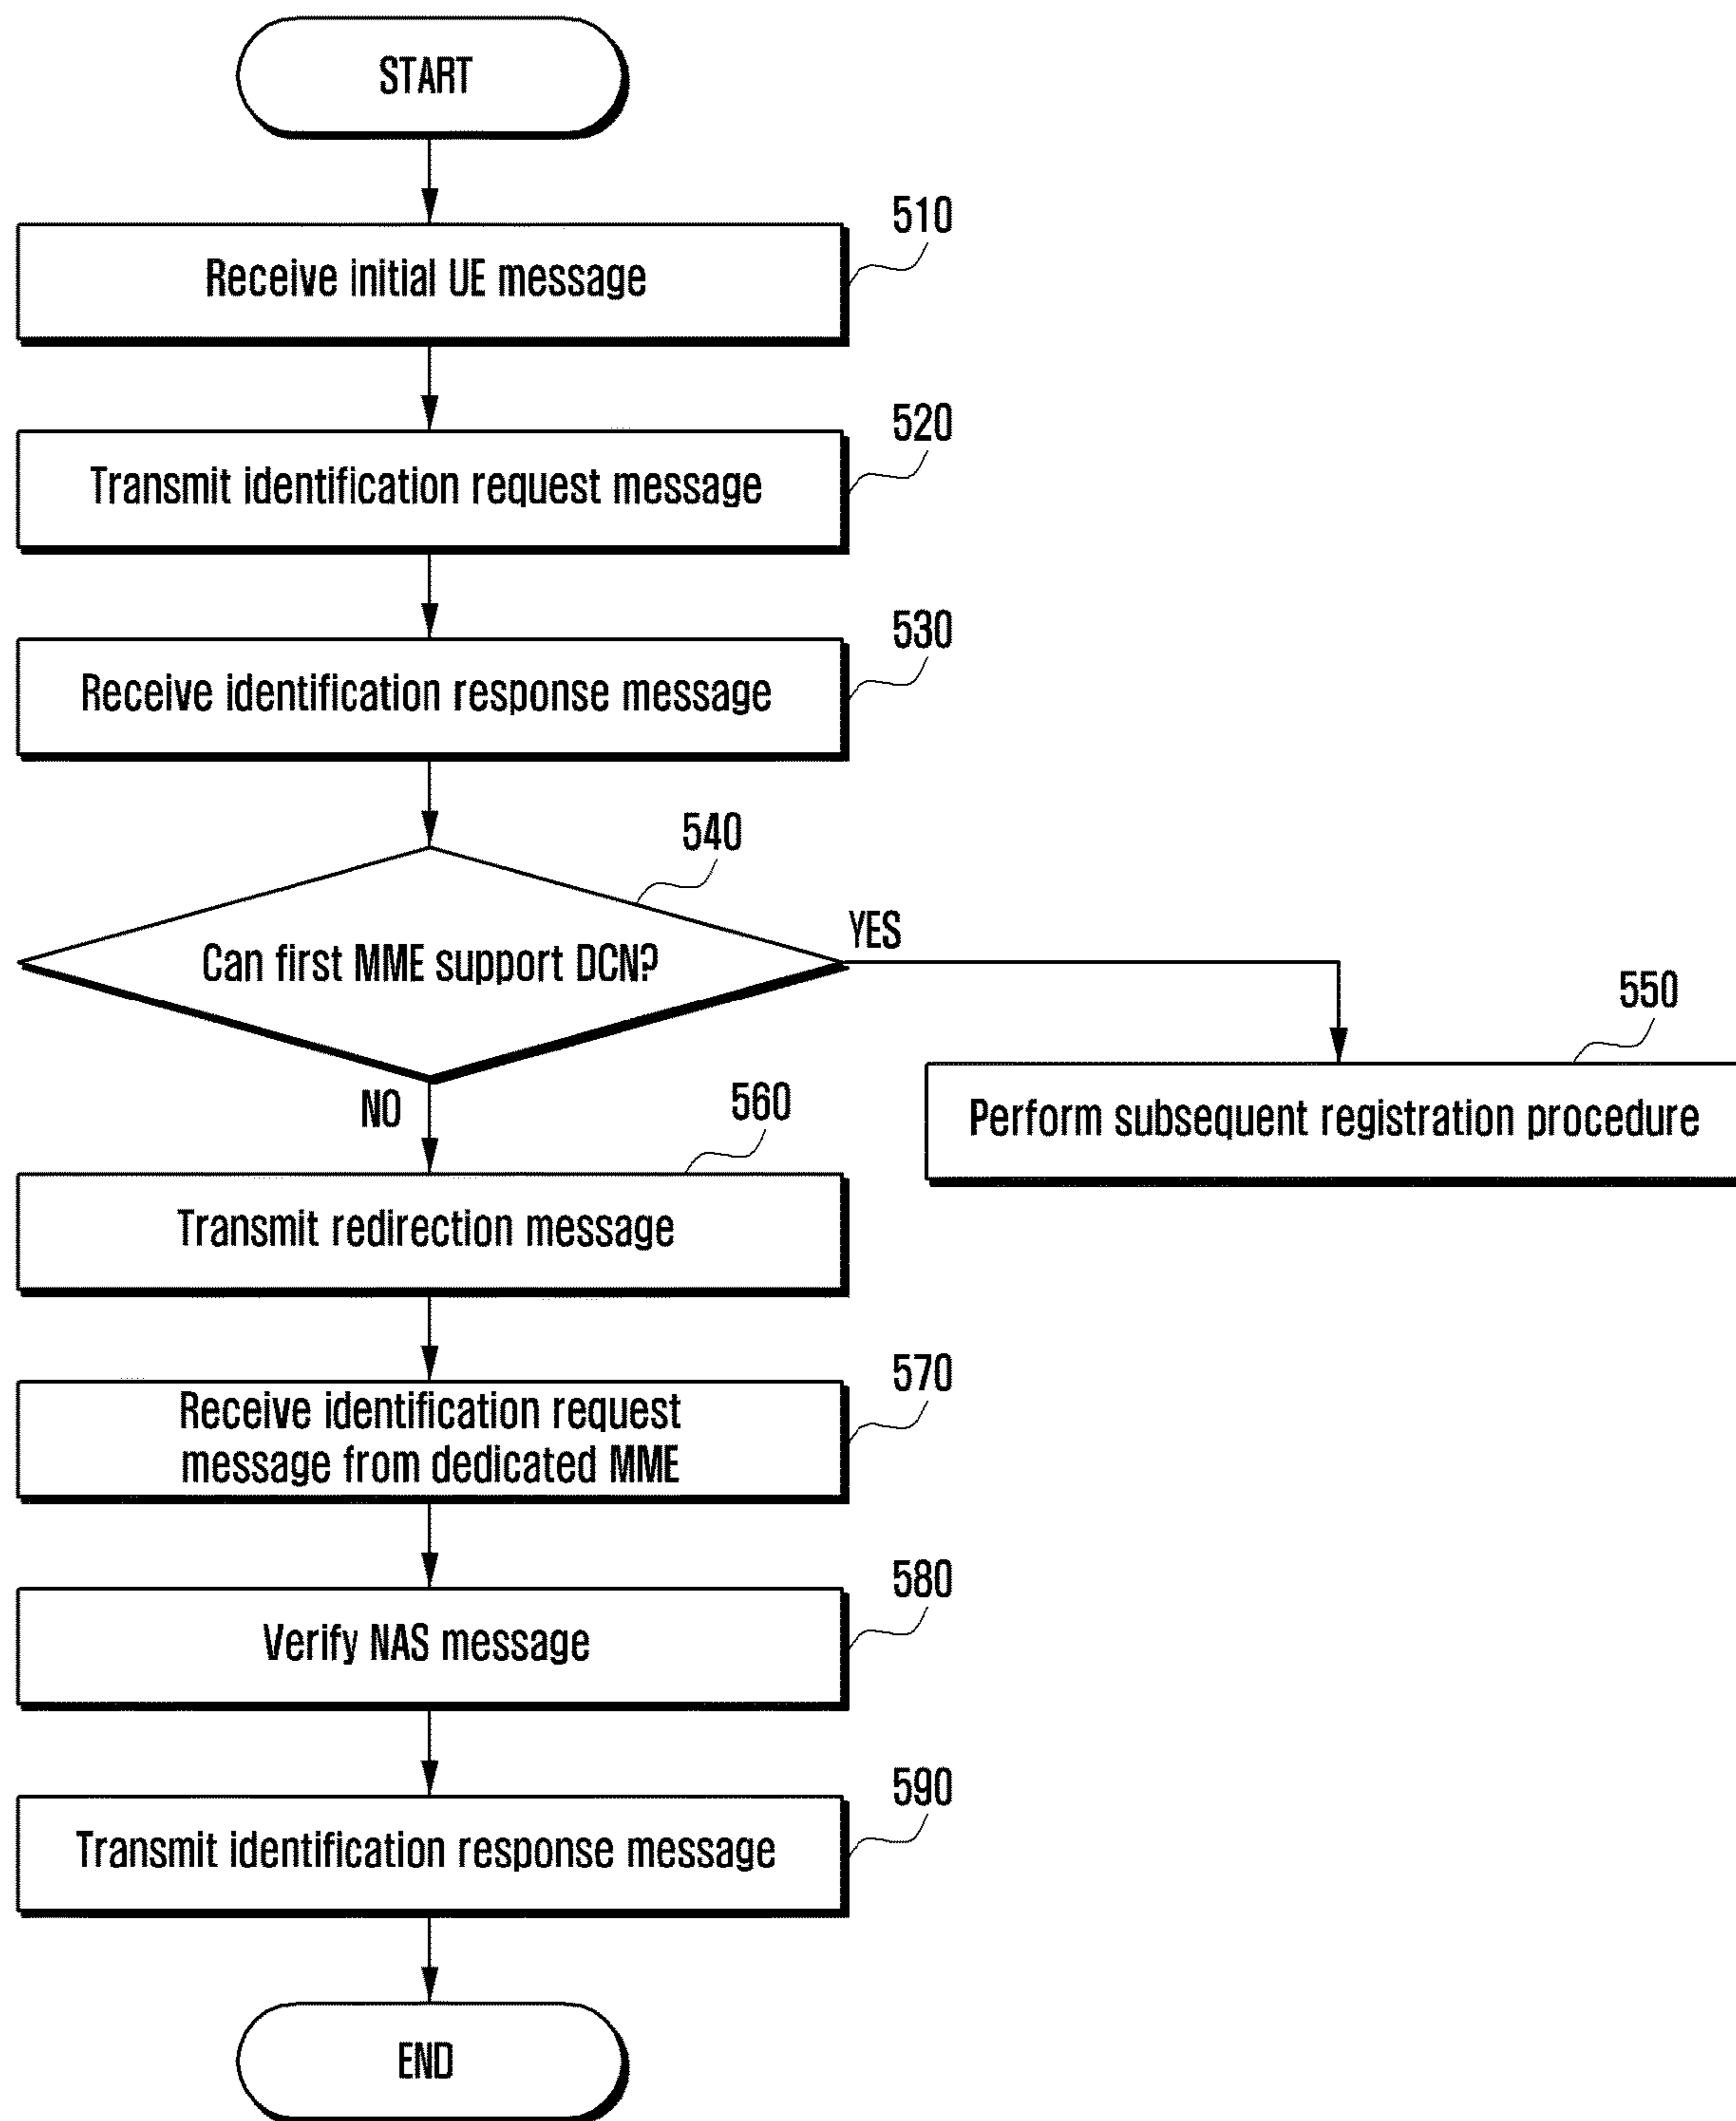 START
510
Receive initial UE message
520
Transmit identification request message
530
Receive identification response message
540
Can first MME support DCN?
YES
550
Perform subsequent registration procedure
NO
560
Transmit redirection message
570
Receive identification request
message from dedicated MME
580
Verify NAS message
590
Transmit identification response message
END